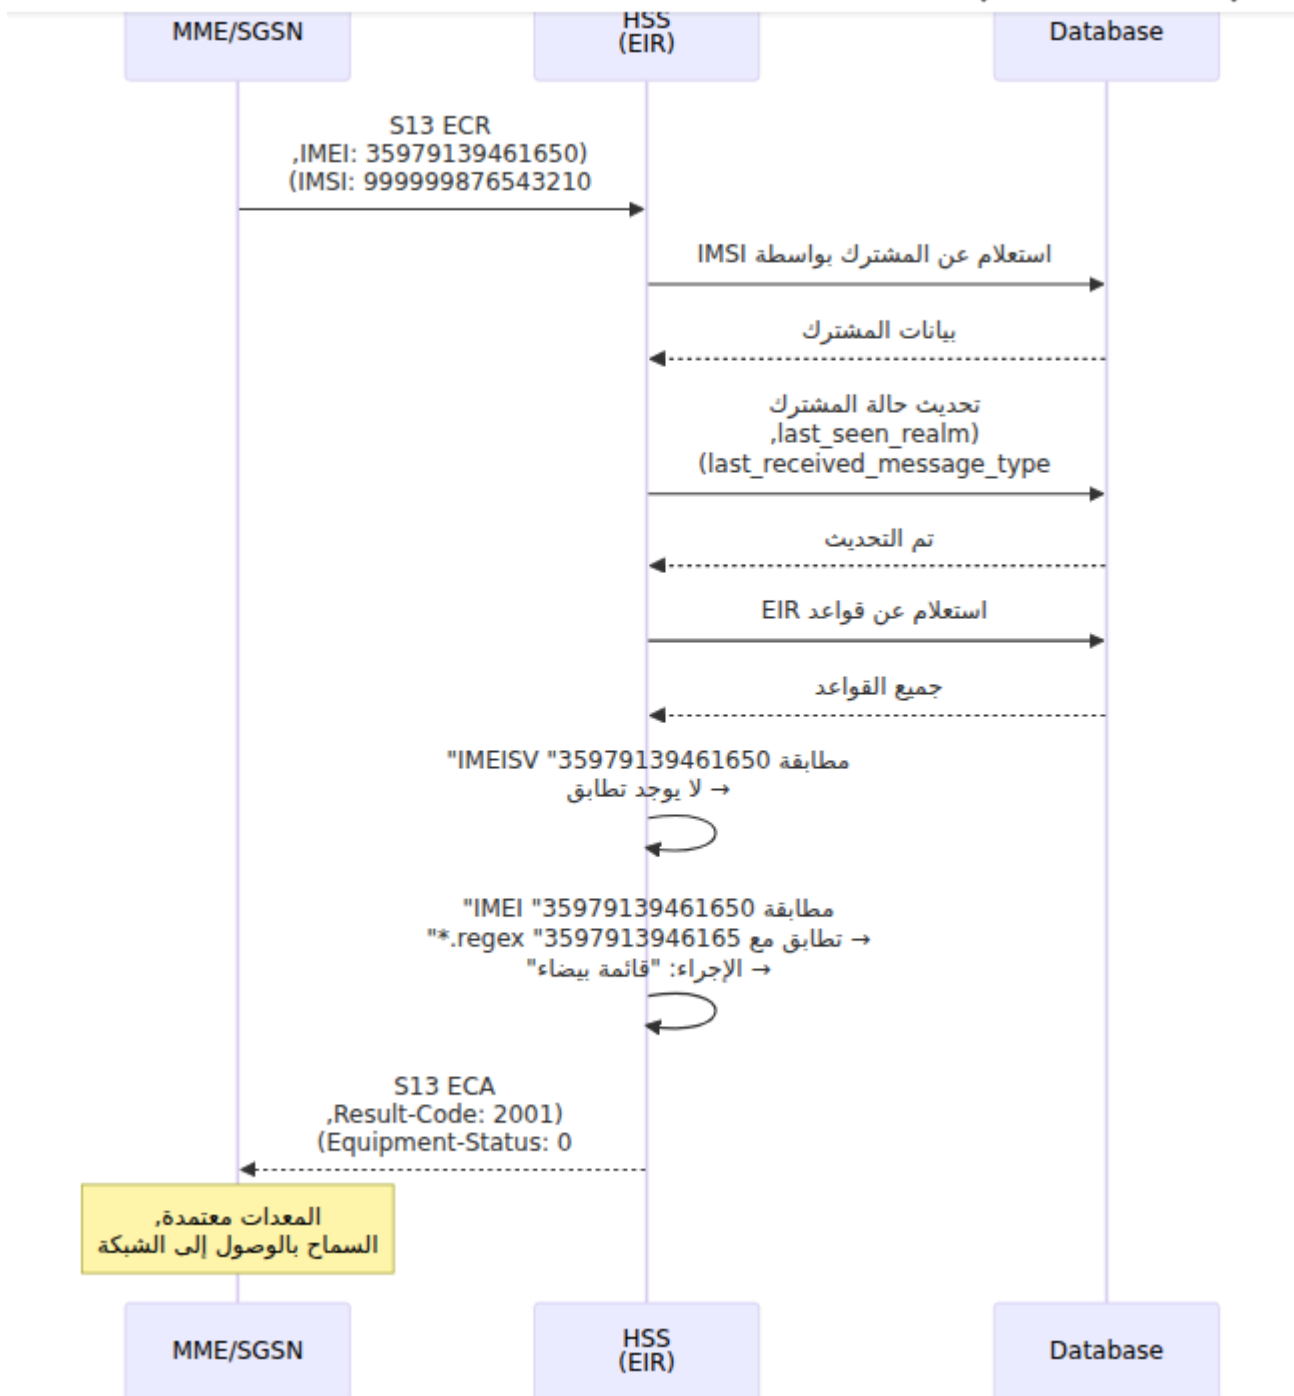 MME/SGSN
HSS
(EIR)
Database
S13 ECR
(IMEI: 35979139461650,
IMSI: 999999876543210)
استعلام عن المشترك بواسطة IMSI
بيانات المشترك
تحديث حالة المشترك
(last_seen_realm,
last_received_message_type)
تم التحديث
استعلام عن قواعد EIR
جميع القواعد
مطابقة IMEISV "35979139461650"
→ لا يوجد تطابق
مطابقة IMEI "35979139461650"
→ تطابق مع regex "3597913946165.*"
→ الإجراء: "قائمة بيضاء"
S13 ECA
(Result-Code: 2001,
Equipment-Status: 0)
المعدات معتمدة,
السماح بالوصول إلى الشبكة
MME/SGSN
HSS
(EIR)
Database